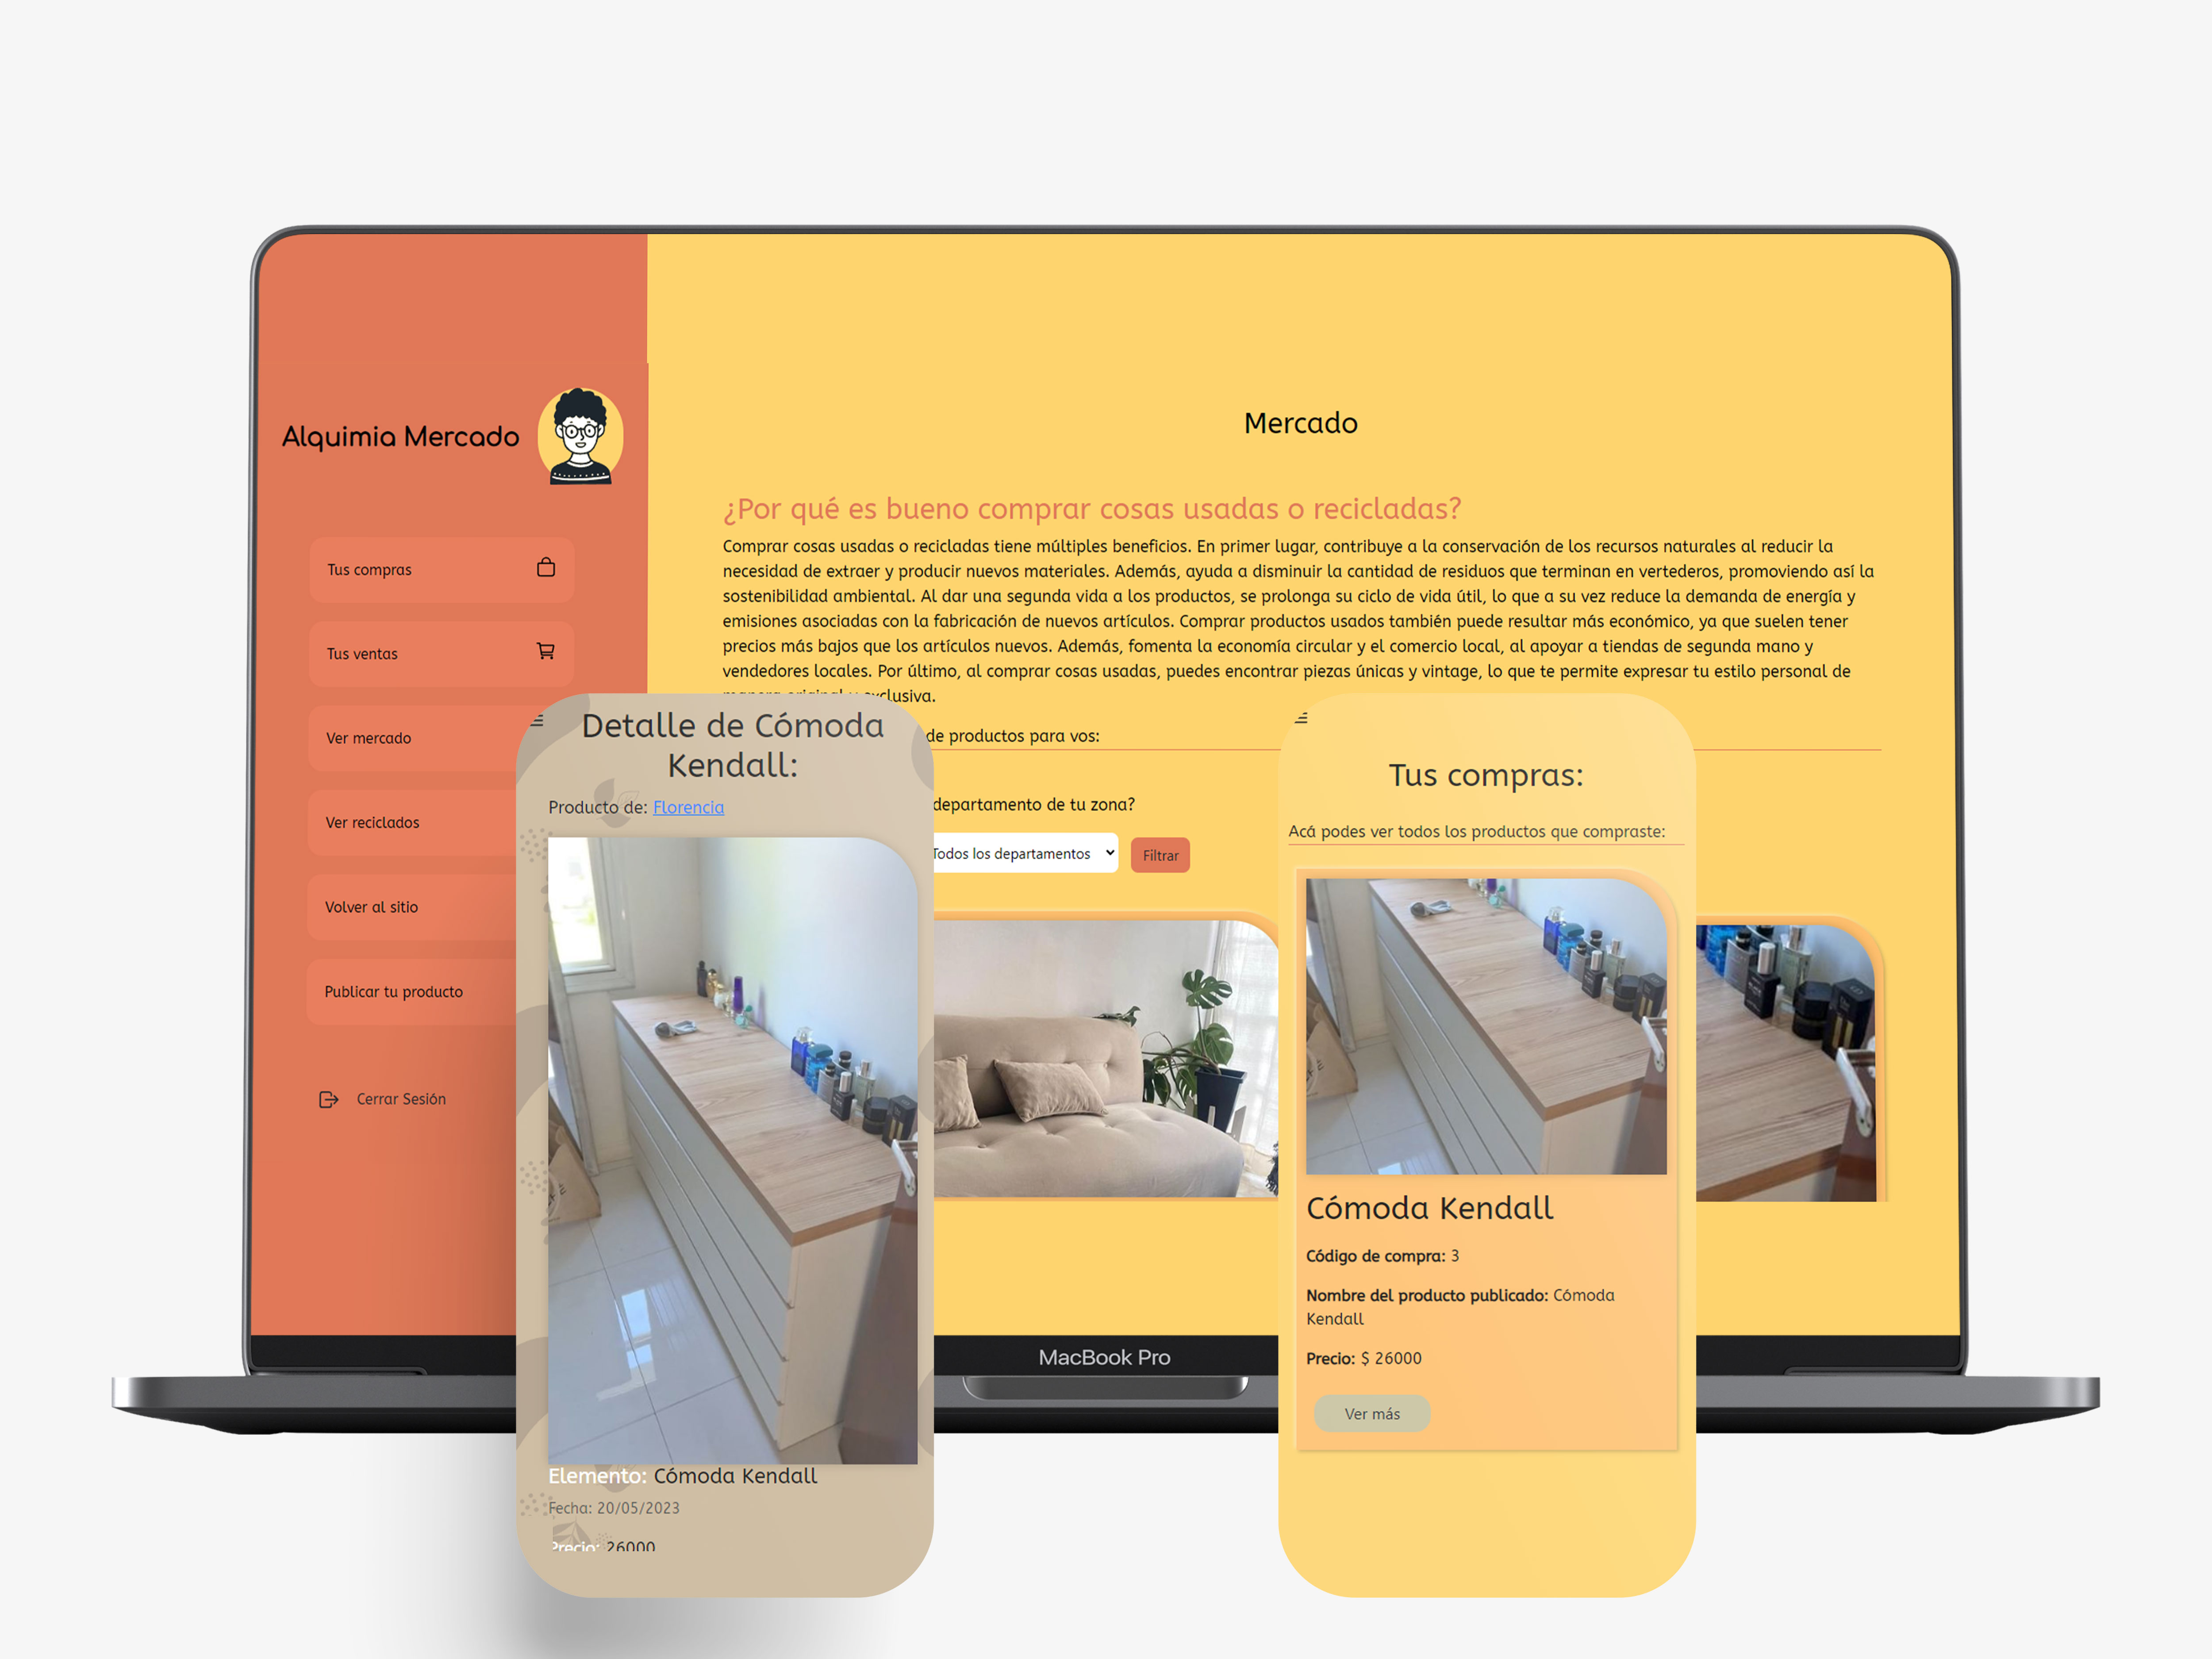 Alquimia Mercado
Tus compras
Tus ventas
Ver mercado
Ver reciclados
Volver al sitio
Publicar tu producto
Cerrar Sesión
Mercado
¿Por qué es bueno comprar cosas usadas o recicladas?
Comprar cosas usadas o recicladas tiene múltiples beneficios. En primer lugar, contribuye a la conservación de los recursos naturales al reducir la
necesidad de extraer y producir nuevos materiales. Además, ayuda a disminuir la cantidad de residuos que terminan en vertederos, promoviendo así la
sostenibilidad ambiental. Al dar una segunda vida a los productos, se prolonga su ciclo de vida útil, lo que a su vez reduce la demanda de energía y
emisiones asociadas con la fabricación de nuevos artículos. Comprar productos usados también puede resultar más económico, ya que suelen tener
precios más bajos que los artículos nuevos. Además, fomenta la economía circular y el comercio local, al apoyar a tiendas de segunda mano y
vendedores locales. Por último, al comprar cosas usadas, puedes encontrar piezas únicas y vintage, lo que te permite expresar tu estilo personal de
manera original y exclusiva.
de productos para vos:
departamento de tu zona?
Todos los departamentos
Filtrar
MacBook Pro
Detalle de Cómoda
Kendall:
Producto de: Florencia
Elemento: Cómoda Kendall
Fecha: 20/05/2023
Precio: 26000
Tus compras:
Acá podes ver todos los productos que compraste:
Cómoda Kendall
Código de compra: 3
Nombre del producto publicado: Cómoda
Kendall
Precio: $ 26000
Ver más